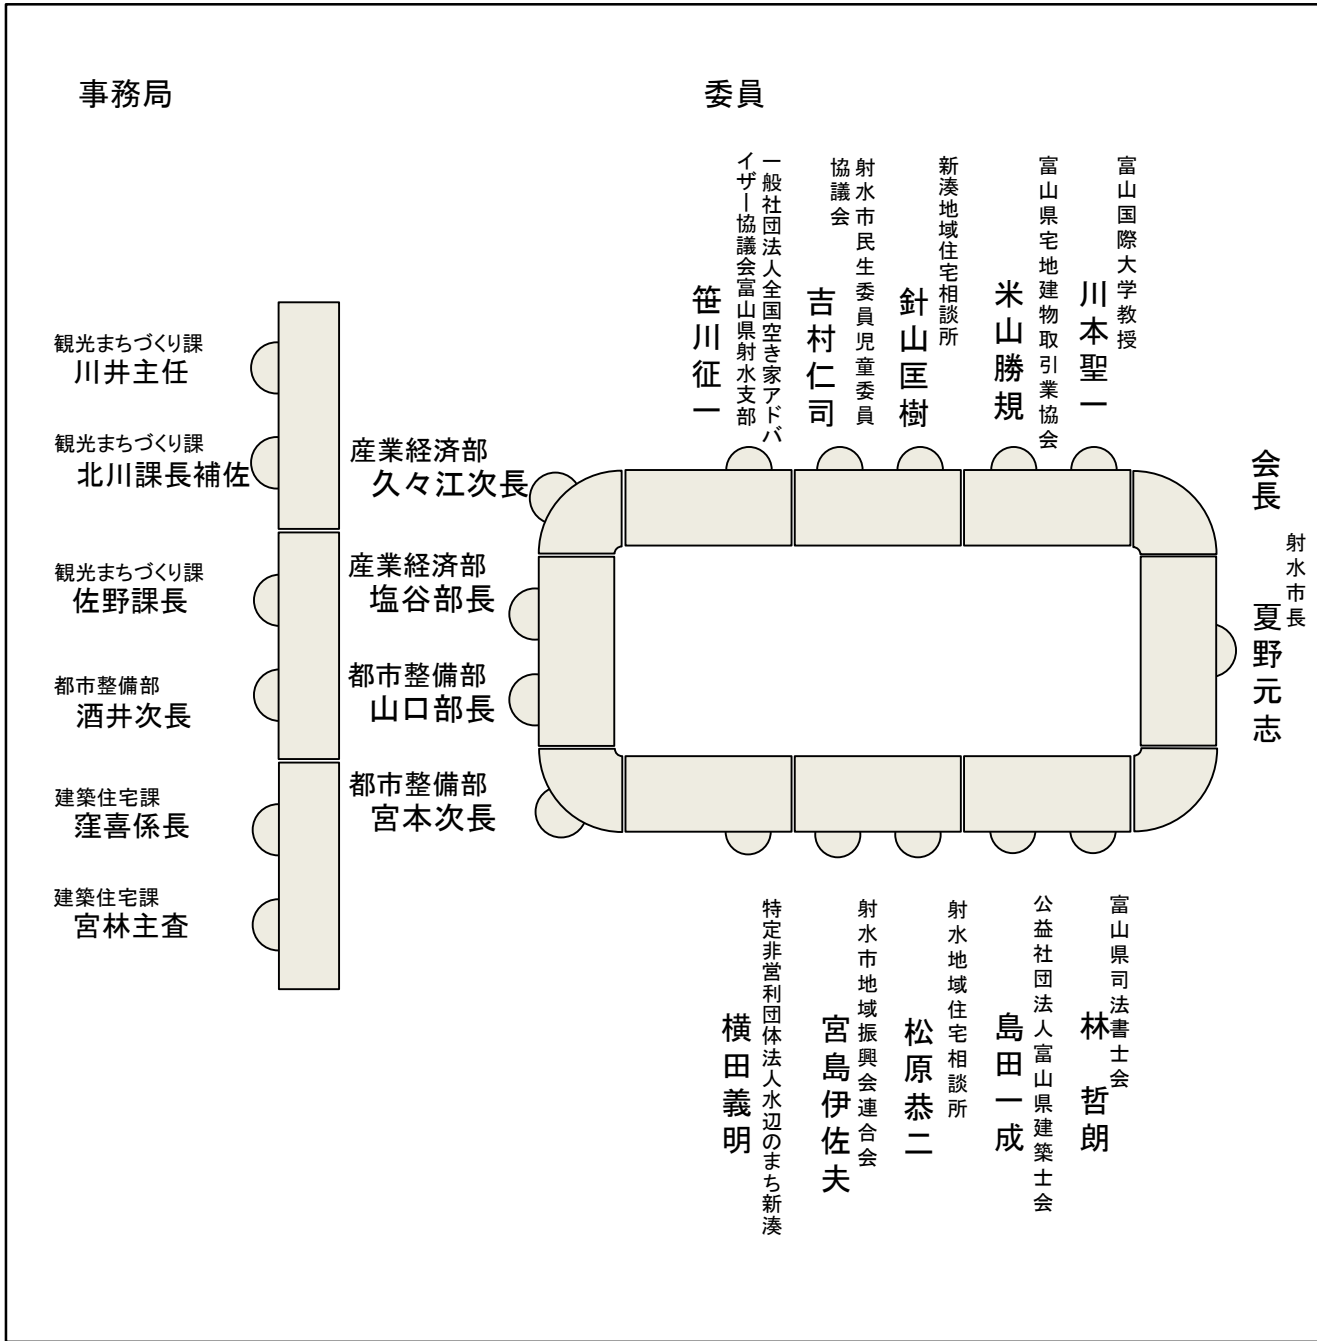 事務局
委員
富山国際大学教授
川本聖一
富山県宅地建物取引業協会
米山勝規
新湊地域住宅相談所
針山匡樹
射水市民生委員児童委員
協議会
吉村仁司
一般社団法人全国空き家アドバ
イザー協議会富山県射水支部
笹川征一
会長
射水市長
夏野元志
観光まちづくり課
川井主任
観光まちづくり課
北川課長補佐
観光まちづくり課
佐野課長
都市整備部
酒井次長
建築住宅課
窪喜係長
建築住宅課
宮林主査
産業経済部
久々江次長
産業経済部
塩谷部長
都市整備部
山口部長
都市整備部
宮本次長
富山県司法書士会
林 哲朗
公益社団法人富山県建築士会
島田一成
射水地域住宅相談所
松原恭二
射水市地域振興会連合会
宮島伊佐夫
特定非営利団体法人水辺のまち新湊
横田義明